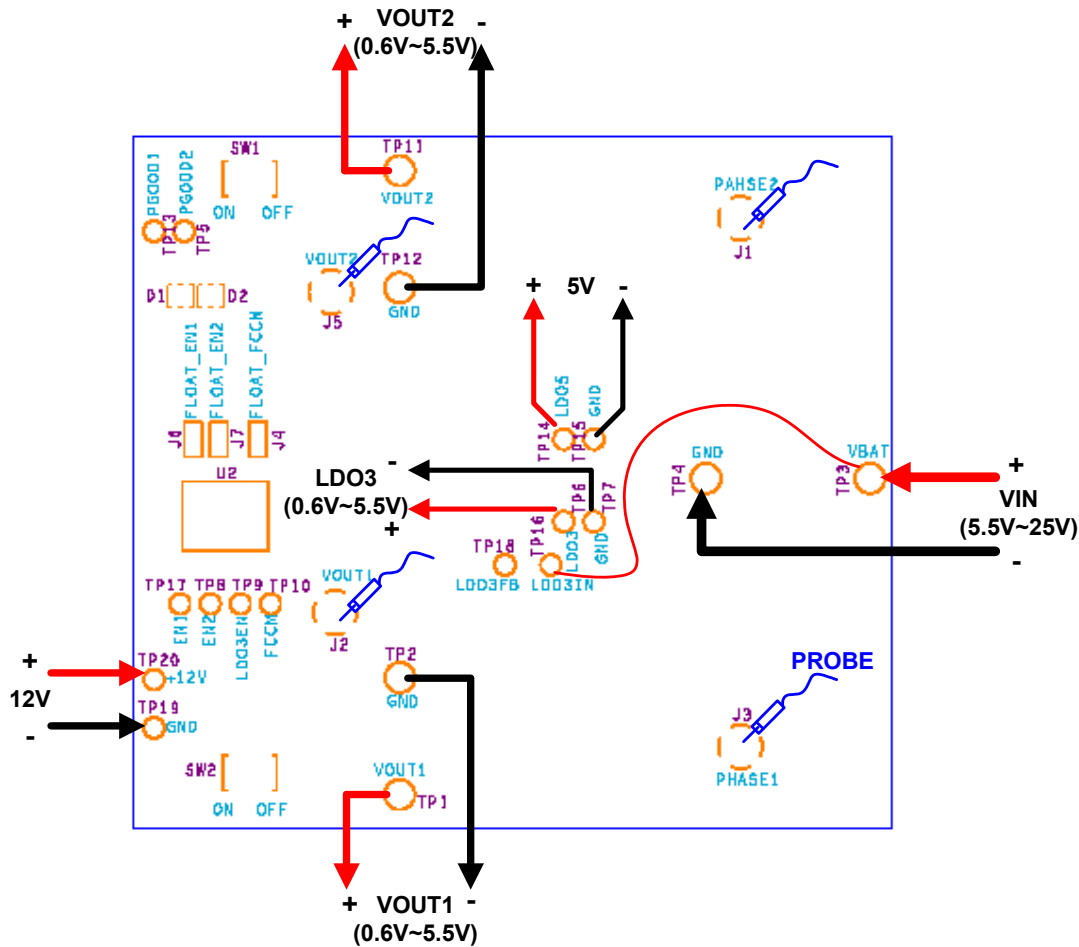 + VOUT2 -
(0.6V~5.5V)
SW1
ON OFF
PGOOD1
PGOOD2
TP13
TP5
TP11
VOUT2
PAHSE2
J1
VOUT2
J5
TP12
GND
D1
D2
+ 5V -
FLOAT_EN1
FLOAT_EN2
FLOAT_FCCM
J6
J7
J4
U2
LDO5
GND
TP14
TP15
GND
TP4
VBAT
TP3
+
VIN
(5.5V~25V)
-
-
LDO3
(0.6V~5.5V)
+
TP6
TP7
TP16
LDO3
GND
TP18
LDO3FB
LDO3IN
TP17
TP8
TP9
TP10
EN1
EN2
LDO3EN
FCCM
VOUT1
J2
+
12V
-
TP20
+12V
TP19
GND
TP2
GND
PROBE
J3
PHASE1
SW2
ON OFF
VOUT1
TP1
+ VOUT1 -
(0.6V~5.5V)